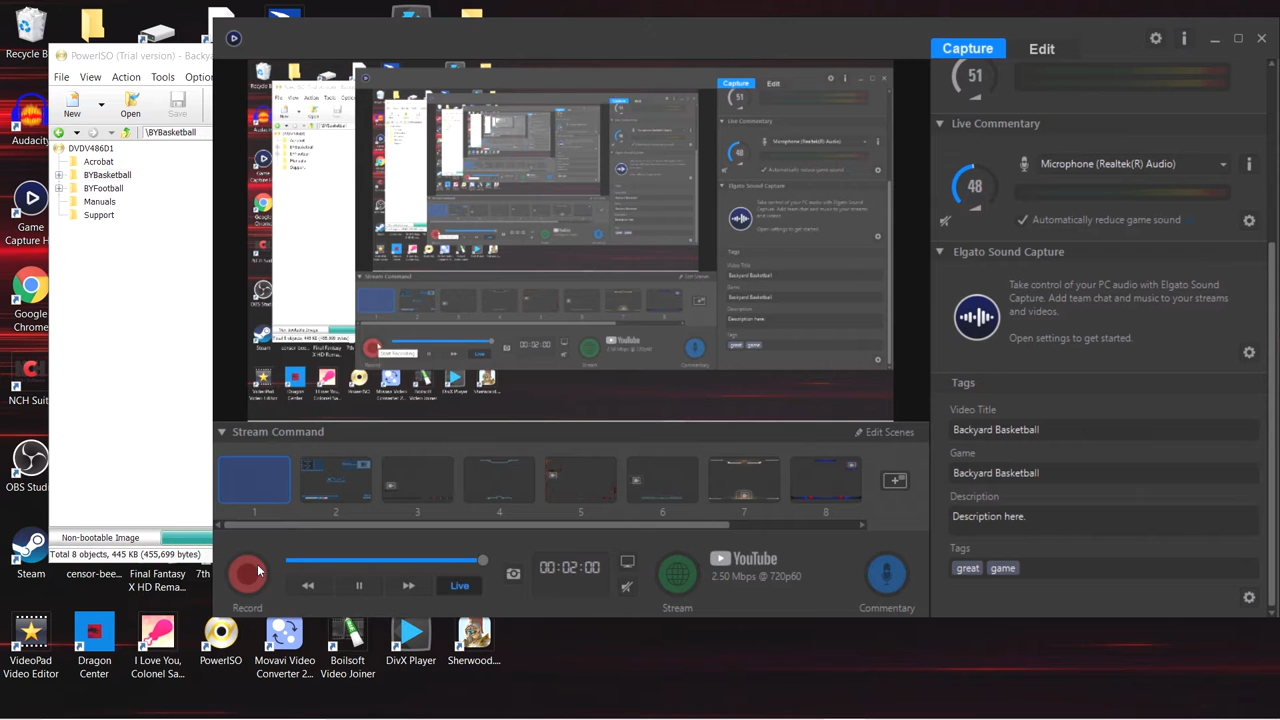 Recycle B
PowerISO (Trial version) - Backya
File View Action Tools Optio
New Open Save
\BYBasketball
DVDV486D1
Acrobat
BYBasketball
BYFootball
Manuals
Support
Non-bootable Image
Total 8 objects, 445 KB (455,699 bytes)
Audacity
Game
Capture H
Google
Chrome
NCH Suit
OBS Studi
Steam
censor-bee...
Final Fantasy
X HD Rema...
7th
VideoPad
Video Editor
Dragon
Center
I Love You,
Colonel Sa...
PowerISO
Movavi Video
Converter 2...
Boilsoft
Video Joiner
DivX Player
Sherwood....
Capture Edit
51
Live Commentary
48
Microphone (Realtek(R) Audio)
Automatically reduce game sound
Elgato Sound Capture
Take control of your PC audio with Elgato Sound
Capture. Add team chat and music to your streams
and videos.
Open settings to get started.
Tags
Video Title
Backyard Basketball
Game
Backyard Basketball
Description
Description here.
Tags
great game
Stream Command
Edit Scenes
1 2 3 4 5 6 7 8
Record
Live
00:02:00
Stream
YouTube
2.50 Mbps @ 720p60
Commentary